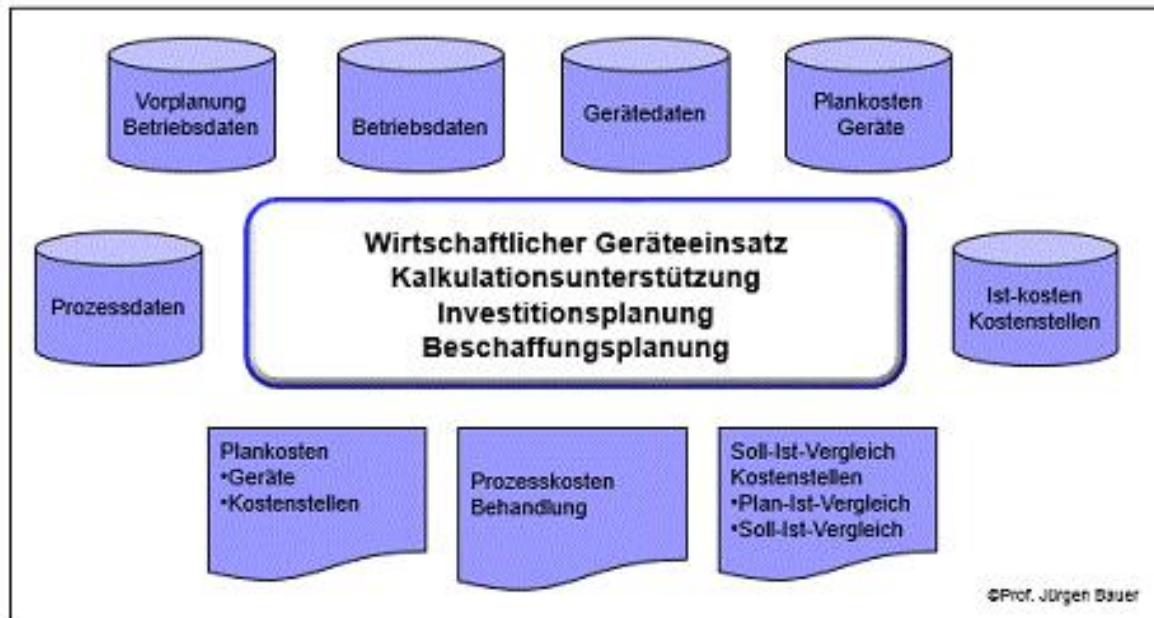 Vorplanung
Betriebsdaten
Betriebsdaten
Gerätedaten
Plankosten
Geräte
Prozessdaten
Wirtschaftlicher Geräteeinsatz
Kalkulationsunterstützung
Investitionsplanung
Beschaffungsplanung
Ist-kosten
Kostenstellen
Plankosten
•Geräte
•Kostenstellen
Prozesskosten
Behandlung
Soll-Ist-Vergleich
Kostenstellen
•Plan-Ist-Vergleich
•Soll-Ist-Vergleich
©Prof. Jürgen Bauer